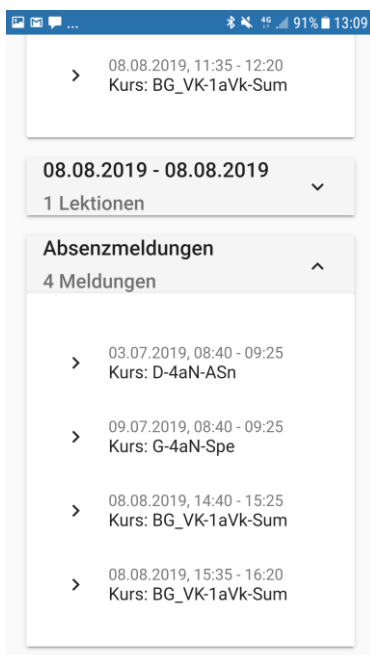 ... 4G 91% 13:09
08.08.2019, 11:35 - 12:20
Kurs: BG_VK-1aVk-Sum
08.08.2019 - 08.08.2019
1 Lektionen
Absenzmeldungen
4 Meldungen
03.07.2019, 08:40 - 09:25
Kurs: D-4aN-ASn
09.07.2019, 08:40 - 09:25
Kurs: G-4aN-Spe
08.08.2019, 14:40 - 15:25
Kurs: BG_VK-1aVk-Sum
08.08.2019, 15:35 - 16:20
Kurs: BG_VK-1aVk-Sum